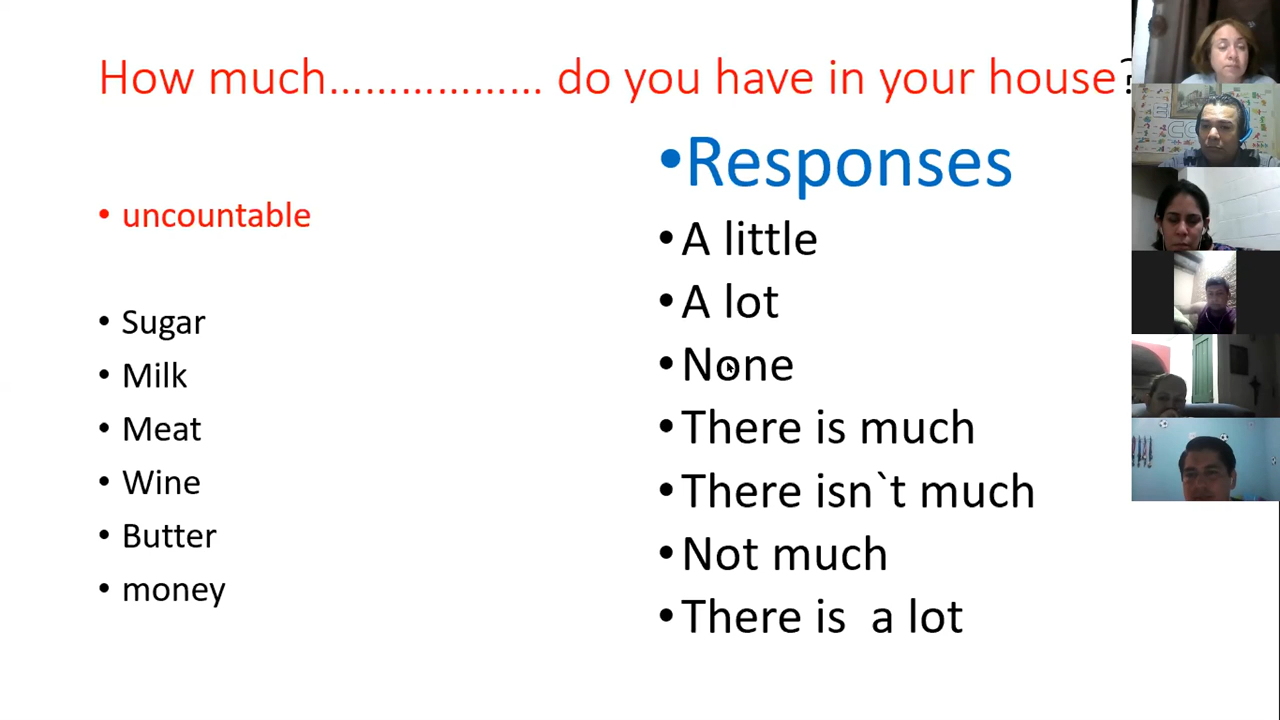 How much.................. do you have in your house?
• uncountable
• Sugar
• Milk
• Meat
• Wine
• Butter
• money
•Responses
•A little
•A lot
•None
•There is much
•There isn`t much
•Not much
•There is  a lot